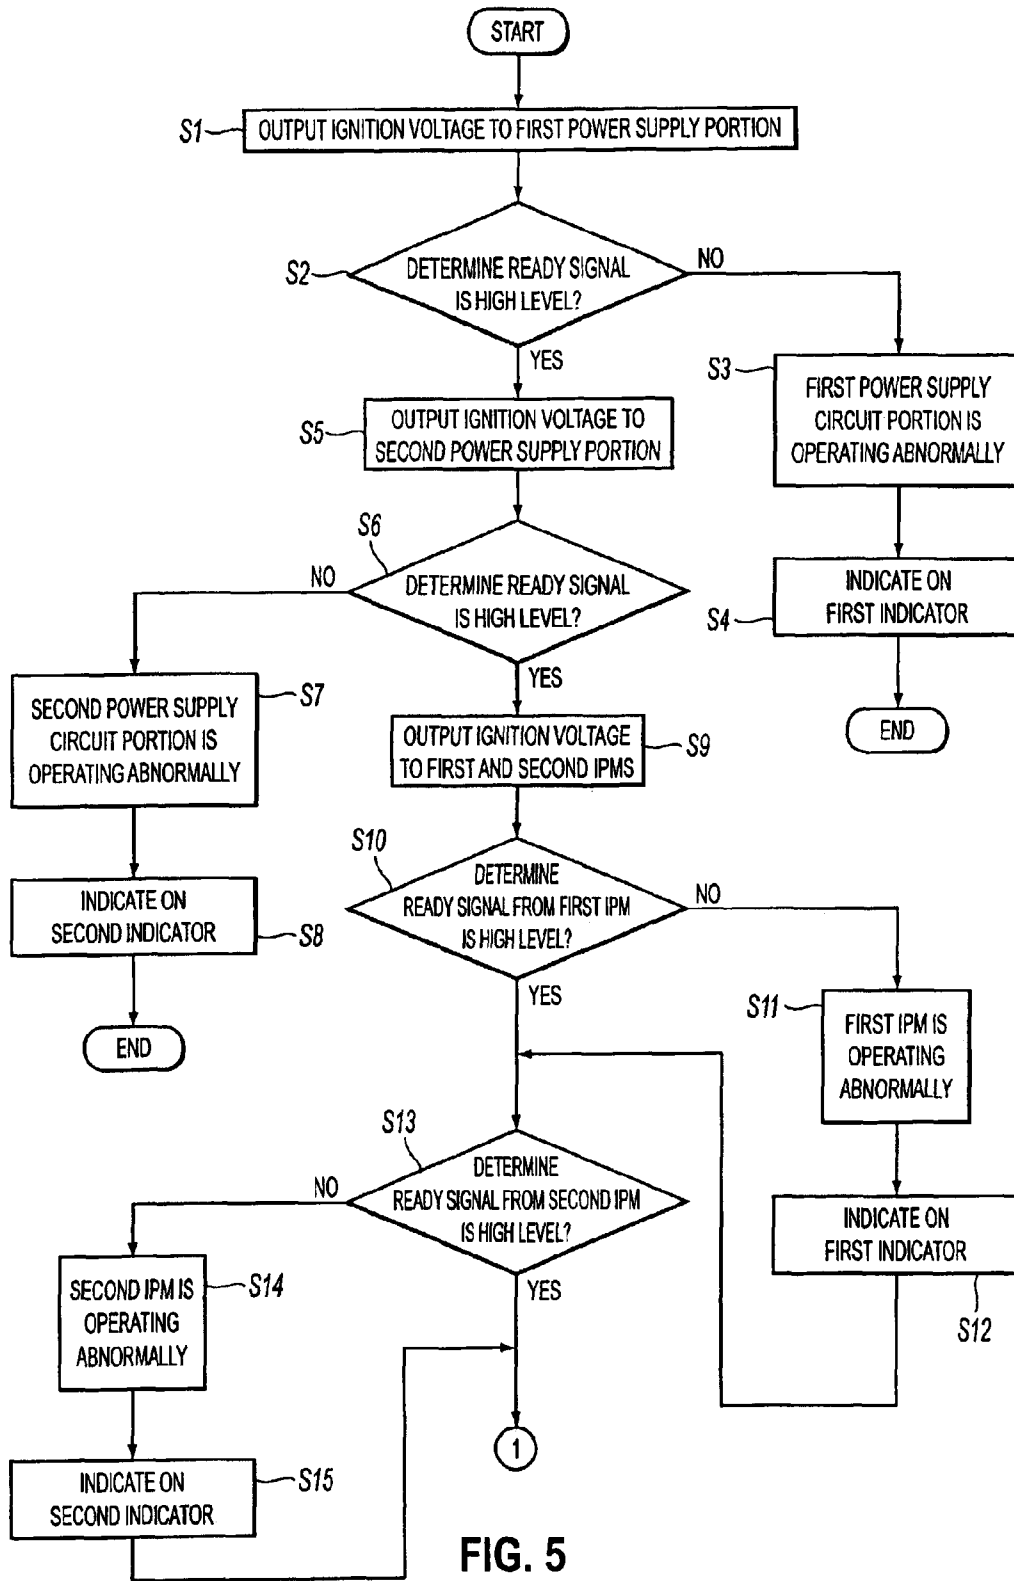 START
S1
OUTPUT IGNITION VOLTAGE TO FIRST POWER SUPPLY PORTION
S2
DETERMINE READY SIGNAL
IS HIGH LEVEL?
NO
YES
S3
FIRST POWER SUPPLY
CIRCUIT PORTION IS
OPERATING ABNORMALLY
S5
OUTPUT IGNITION VOLTAGE TO
SECOND POWER SUPPLY PORTION
S4
INDICATE ON
FIRST INDICATOR
END
S6
DETERMINE READY SIGNAL
IS HIGH LEVEL?
NO
YES
S7
SECOND POWER SUPPLY
CIRCUIT PORTION IS
OPERATING ABNORMALLY
INDICATE ON
SECOND INDICATOR
S8
END
OUTPUT IGNITION VOLTAGE
TO FIRST AND SECOND IPMS
S9
S10
DETERMINE
READY SIGNAL FROM FIRST IPM
IS HIGH LEVEL?
NO
YES
S11
FIRST IPM IS
OPERATING
ABNORMALLY
INDICATE ON
FIRST INDICATOR
S12
S13
DETERMINE
READY SIGNAL FROM SECOND IPM
IS HIGH LEVEL?
NO
YES
SECOND IPM IS
OPERATING
ABNORMALLY
S14
INDICATE ON
SECOND INDICATOR
S15
1
FIG. 5